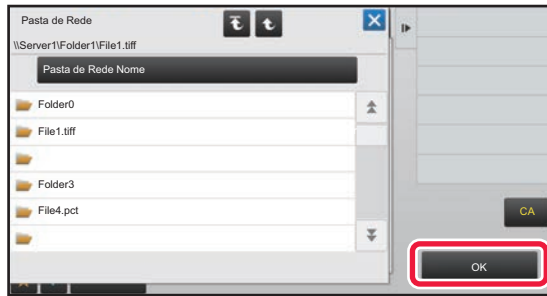 Pasta de Rede
\\Server1\Folder1\File1.tiff
Pasta de Rede Nome
Folder0
File1.tiff
Folder3
File4.pct
CA
OK